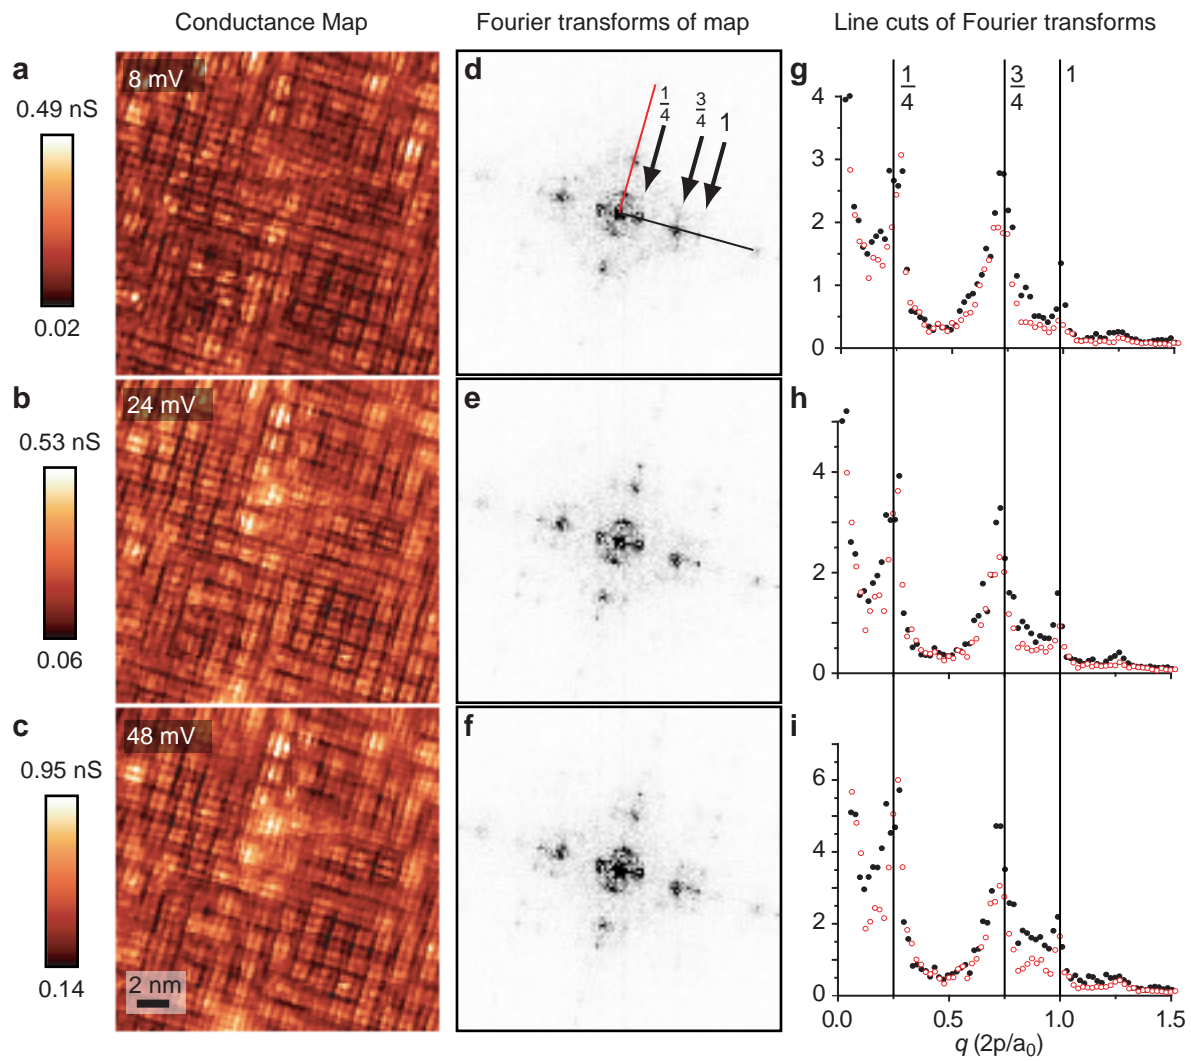 Conductance Map
Fourier transforms of map
Line cuts of Fourier transforms
a
8 mV
0.49 nS
0.02
d
1/4
3/4
1
g
1/4
3/4
1
4
3
2
1
0
b
24 mV
0.53 nS
0.06
e
h
4
2
0
c
48 mV
0.95 nS
0.14
2 nm
f
i
6
4
2
0
0.0
0.5
1.0
1.5
q (2p/a0)